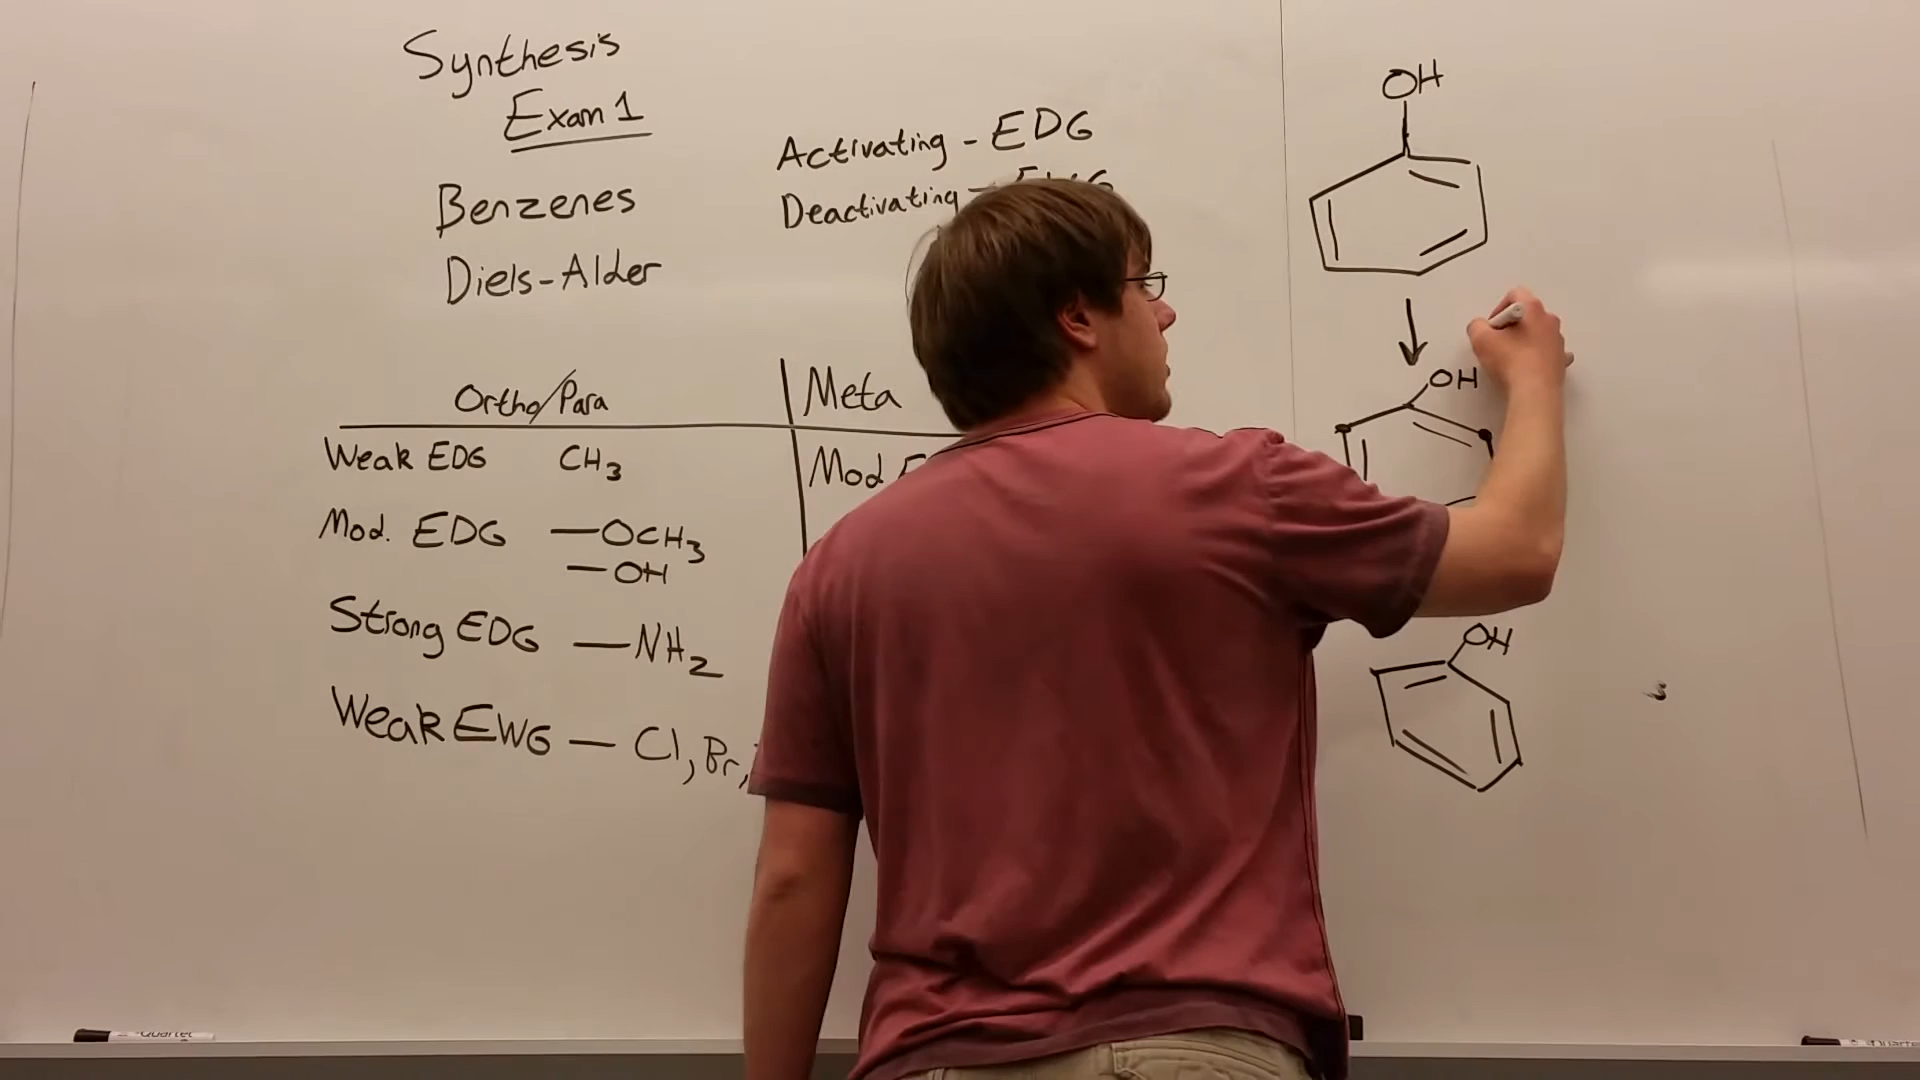 Synthesis
Exam 1
Benzenes
Diels-Alder
Activating - EDG
Deactivating -
Ortho/Para
Meta
Weak EDG CH3
Mod
Mod. EDG —OCH3
—OH
Strong EDG —NH2
Weak EWG — Cl, Br,
OH
OH
OH
Quartet